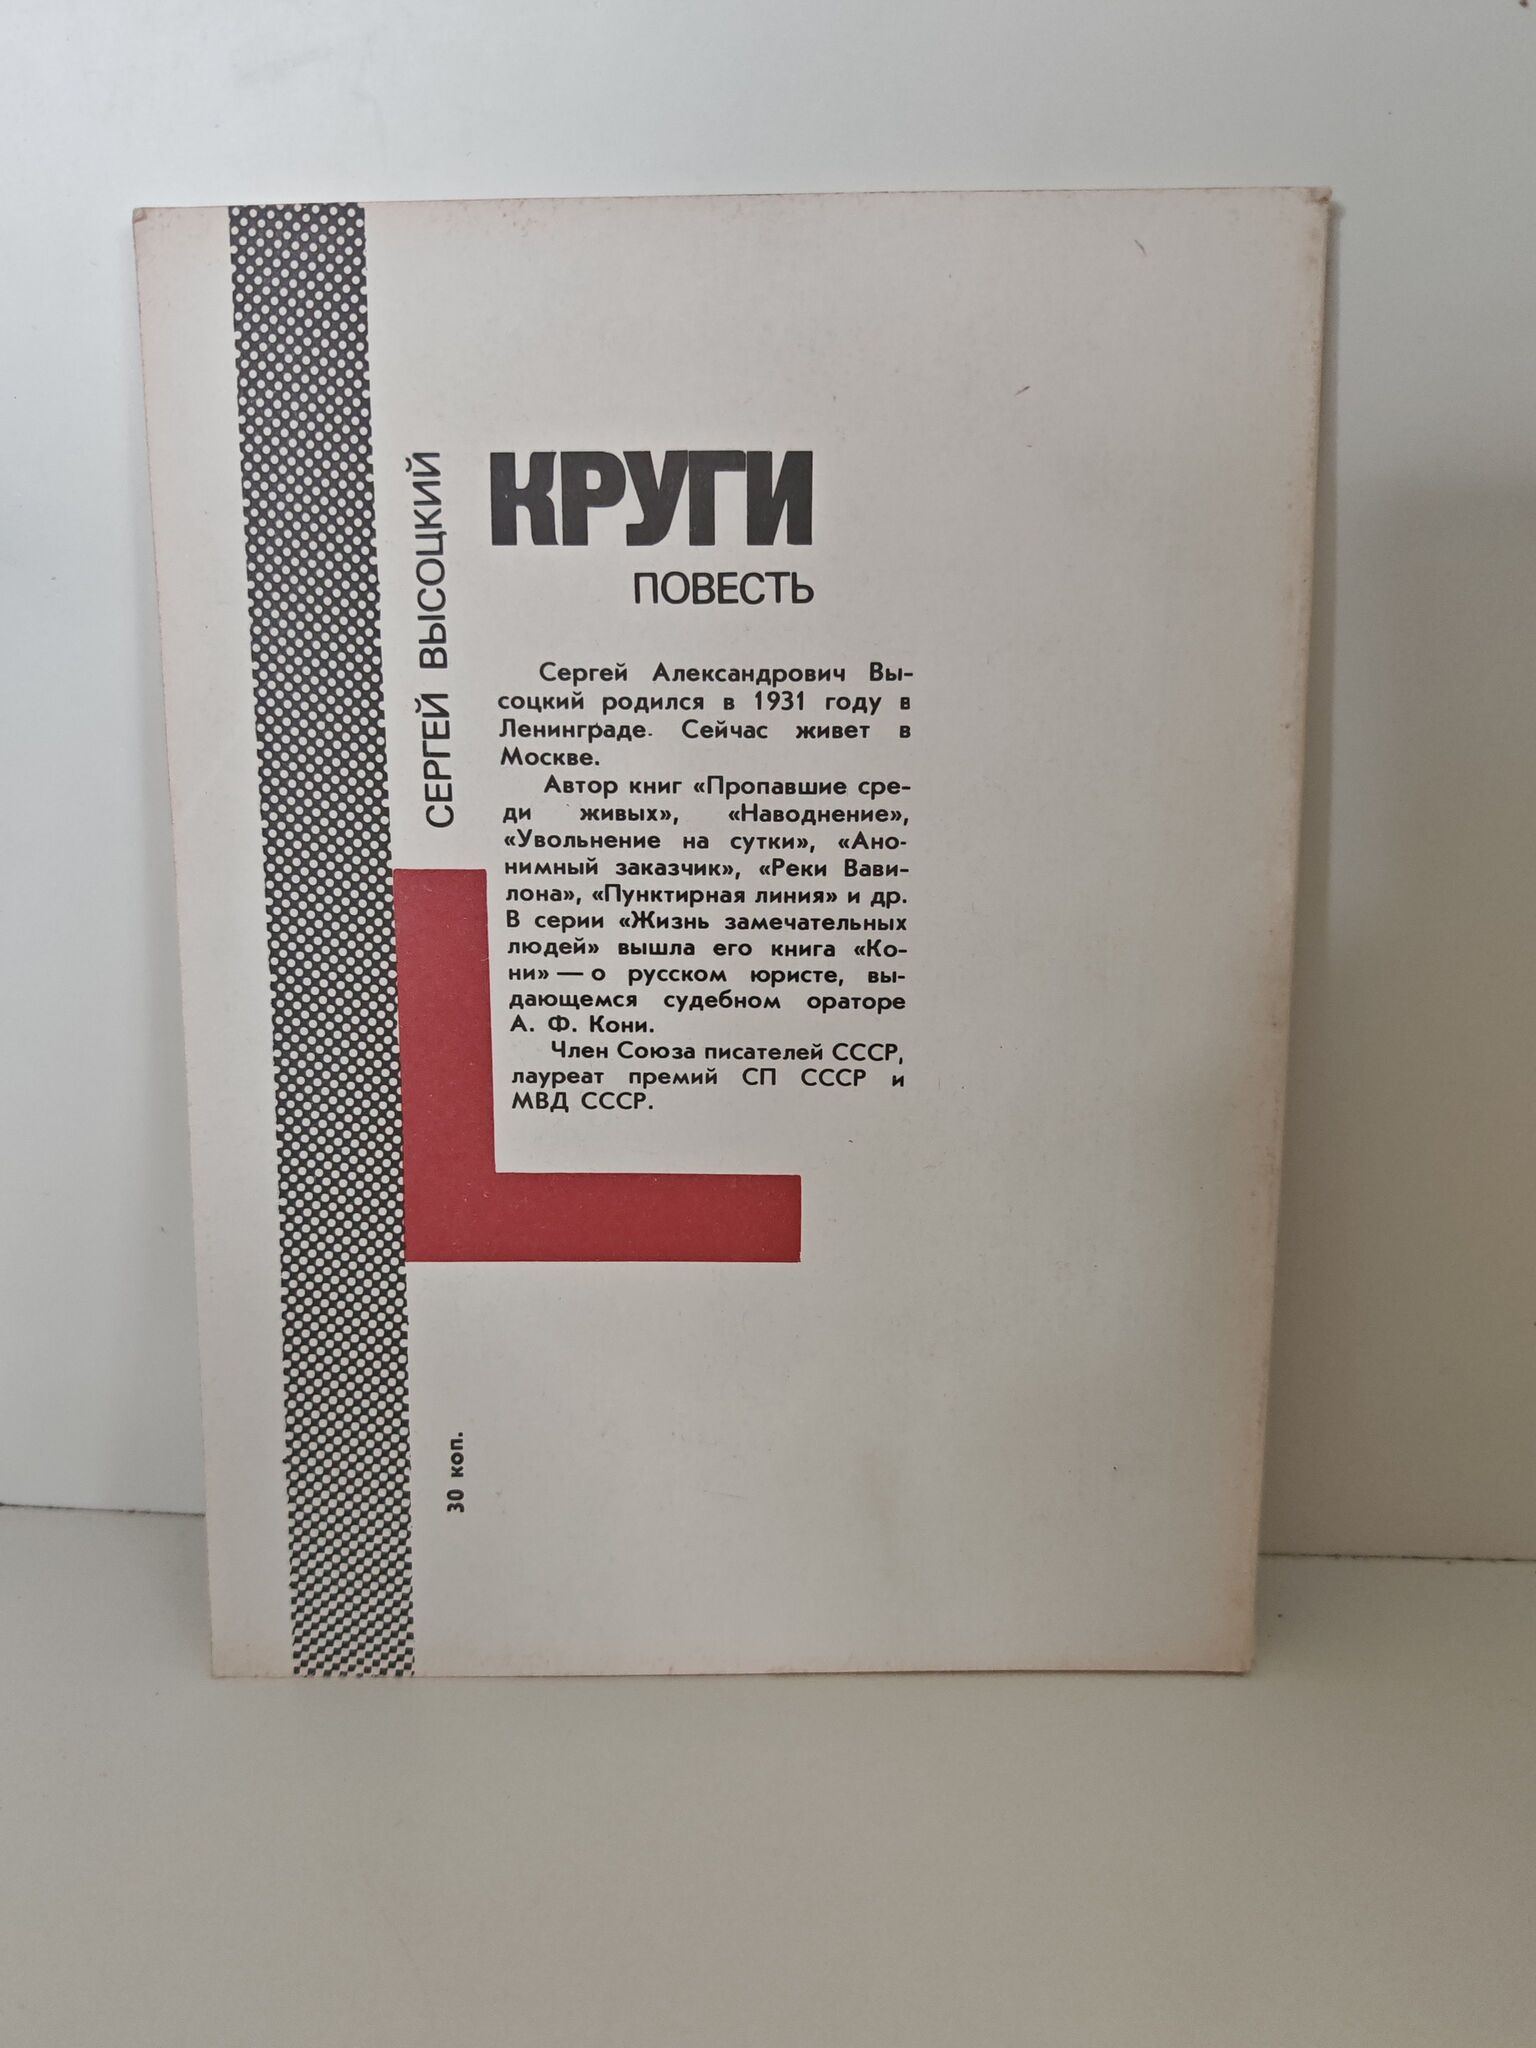 СЕРГЕЙ ВЫСОЦКИЙ
КРУГИ
ПОВЕСТЬ
Сергей Александрович Вы-
соцкий родился в 1931 году в
Ленинграде. Сейчас живет в
Москве.
Автор книг «Пропавшие сре-
ди живых», «Наводнение»,
«Увольнение на сутки», «Ано-
нимный заказчик», «Реки Вави-
лона», «Пунктирная линия» и др.
В серии «Жизнь замечательных
людей» вышла его книга «Ко-
ни» — о русском юристе, вы-
дающемся судебном ораторе
А. Ф. Кони.
Член Союза писателей СССР,
лауреат премий СП СССР и
МВД СССР.
30 коп.